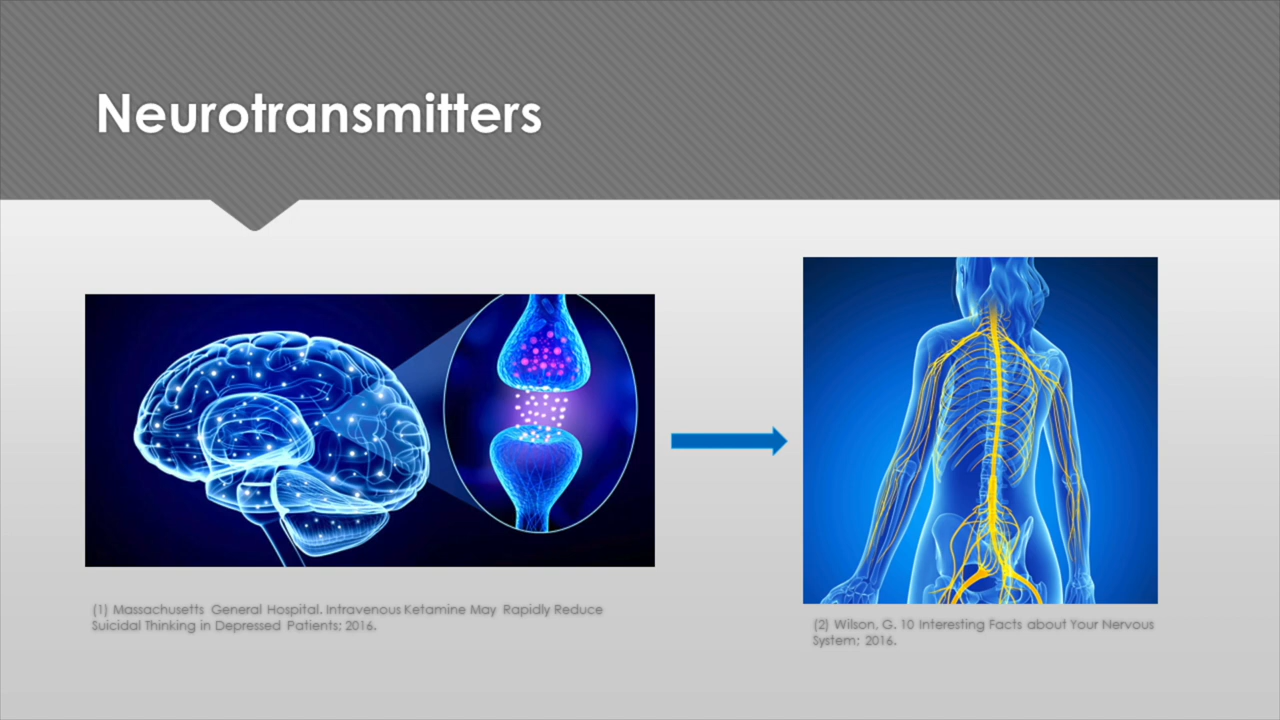 Neurotransmitters
(1) Massachusetts General Hospital. Intravenous Ketamine May Rapidly Reduce
Suicidal Thinking in Depressed Patients; 2016.
(2) Wilson, G. 10 Interesting Facts about Your Nervous
System; 2016.